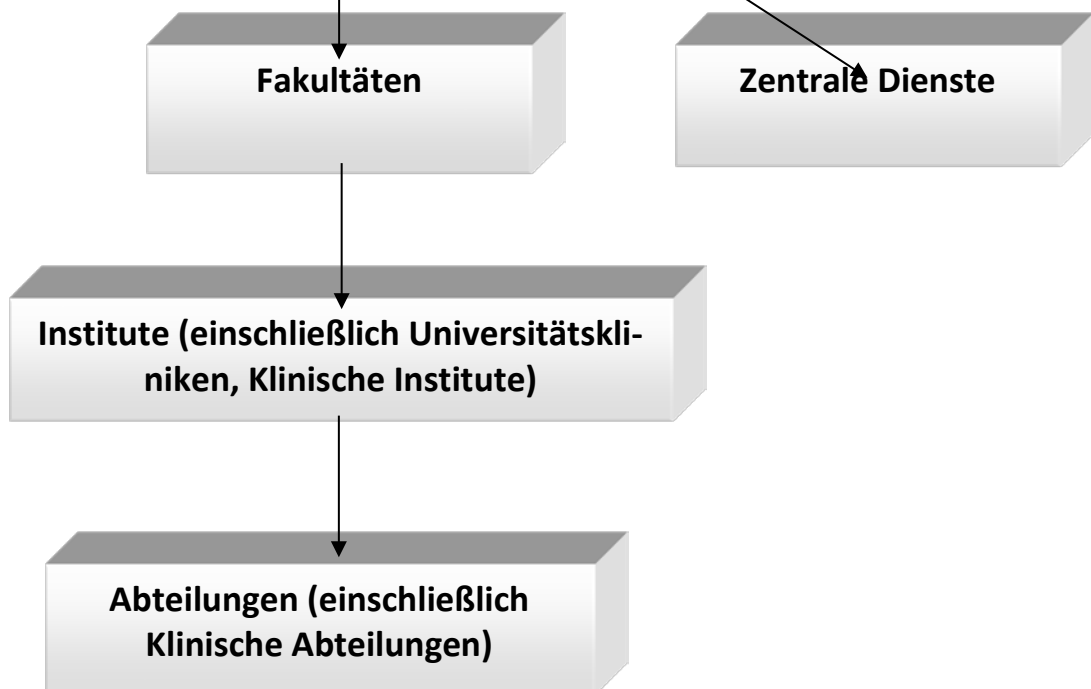 Fakultäten
Zentrale Dienste
Institute (einschließlich Universitätskli-
niken, Klinische Institute)
Abteilungen (einschließlich
Klinische Abteilungen)